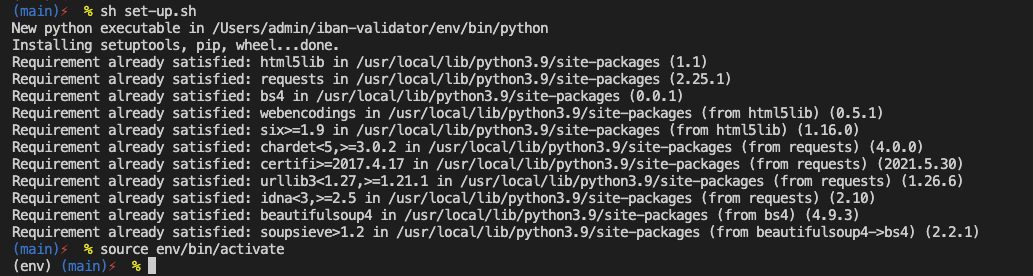 (main)⚡ % sh set-up.sh
New python executable in /Users/admin/iban-validator/env/bin/python
Installing setuptools, pip, wheel...done.
Requirement already satisfied: html5lib in /usr/local/lib/python3.9/site-packages (1.1)
Requirement already satisfied: requests in /usr/local/lib/python3.9/site-packages (2.25.1)
Requirement already satisfied: bs4 in /usr/local/lib/python3.9/site-packages (0.0.1)
Requirement already satisfied: webencodings in /usr/local/lib/python3.9/site-packages (from html5lib) (0.5.1)
Requirement already satisfied: six>=1.9 in /usr/local/lib/python3.9/site-packages (from html5lib) (1.16.0)
Requirement already satisfied: chardet<5,>=3.0.2 in /usr/local/lib/python3.9/site-packages (from requests) (4.0.0)
Requirement already satisfied: certifi>=2017.4.17 in /usr/local/lib/python3.9/site-packages (from requests) (2021.5.30)
Requirement already satisfied: urllib3<1.27,>=1.21.1 in /usr/local/lib/python3.9/site-packages (from requests) (1.26.6)
Requirement already satisfied: idna<3,>=2.5 in /usr/local/lib/python3.9/site-packages (from requests) (2.10)
Requirement already satisfied: beautifulsoup4 in /usr/local/lib/python3.9/site-packages (from bs4) (4.9.3)
Requirement already satisfied: soupsieve>1.2 in /usr/local/lib/python3.9/site-packages (from beautifulsoup4->bs4) (2.2.1)
(main)⚡ % source env/bin/activate
(env) (main)⚡ %